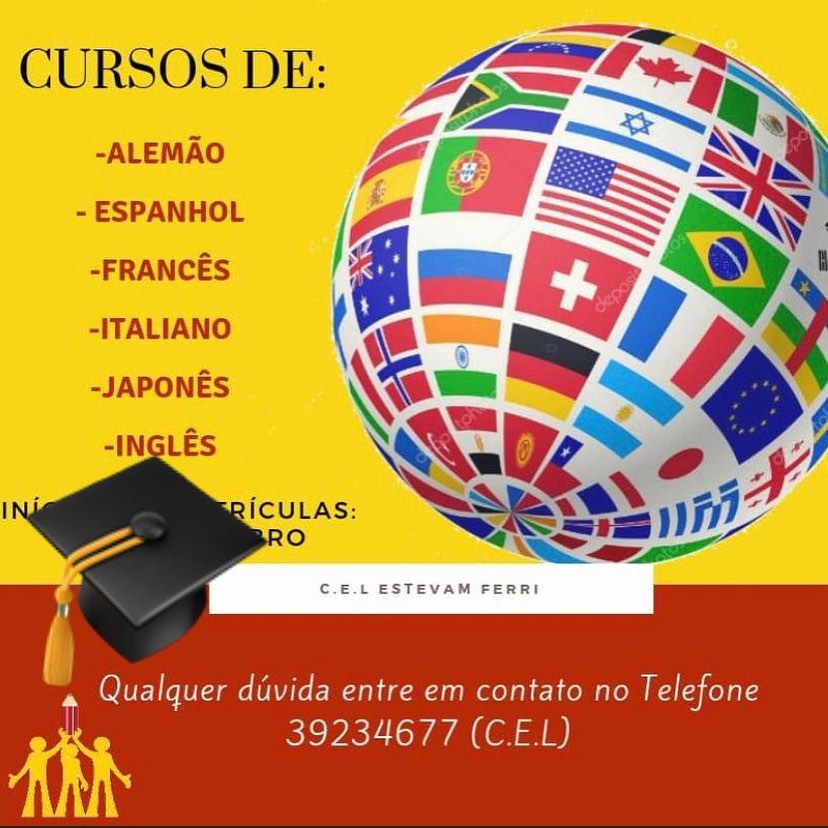 CURSOS DE:
-ALEMÃO
- ESPANHOL
-FRANCÊS
-ITALIANO
-JAPONÊS
-INGLÊS
C.E.L ESTEVAM FERRI
Qualquer dúvida entre em contato no Telefone
39234677 (C.E.L)